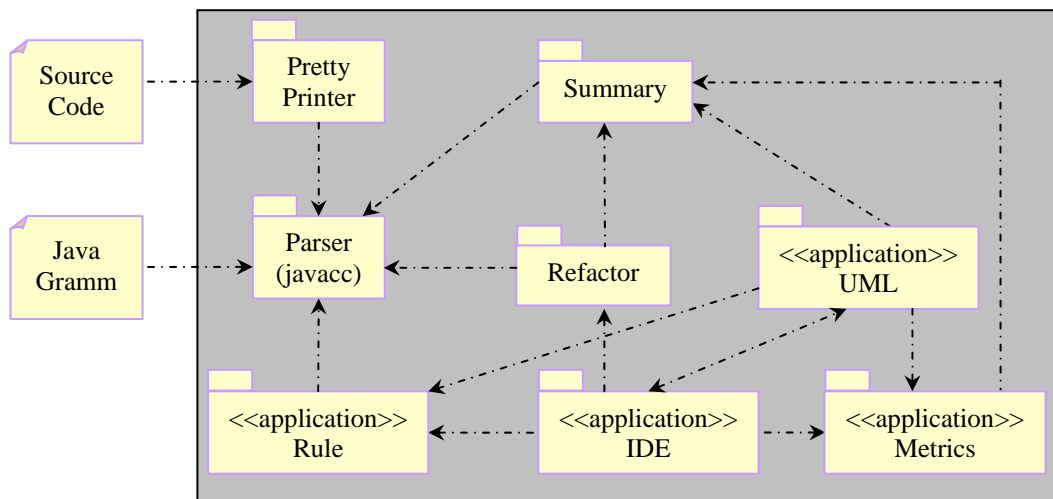 Source
Code
Pretty
Printer
Summary
Java
Gramm
Parser
(javacc)
Refactor
<<application>>
UML
<<application>>
Rule
<<application>>
IDE
<<application>>
Metrics